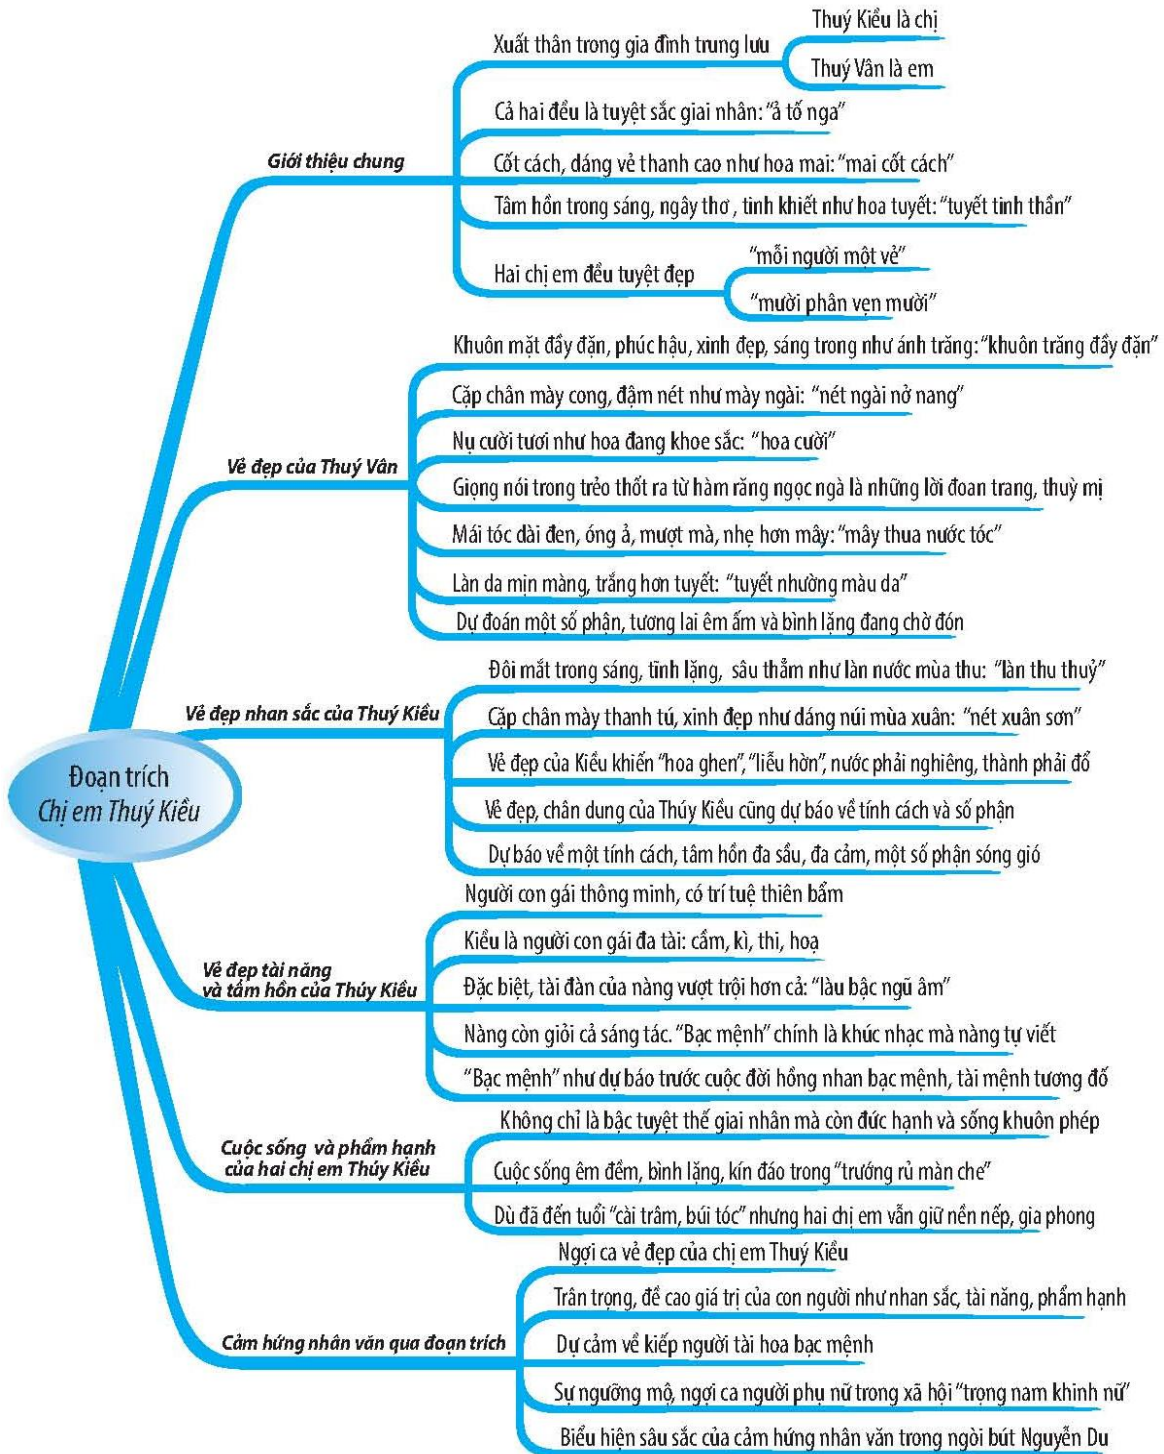 Thuý Kiều là chị
Xuất thân trong gia đình trung lưu
Thuý Vân là em
Cả hai đều là tuyệt sắc giai nhân: “ả tố nga”
Giới thiệu chung
Cốt cách, dáng vẻ thanh cao như hoa mai: “mai cốt cách”
Tâm hồn trong sáng, ngây thơ , tinh khiết như hoa tuyết: “tuyết tinh thần”
“mỗi người một vẻ”
Hai chị em đều tuyệt đẹp
“mười phân vẹn mười”
Khuôn mặt đầy đặn, phúc hậu, xinh đẹp, sáng trong như ánh trăng: “khuôn trăng đầy đặn”
Cặp chân mày cong, đậm nét như mày ngài: “nét ngài nở nang”
Nụ cười tươi như hoa đang khoe sắc: “hoa cười”
Vẻ đẹp của Thuý Vân
Giọng nói trong trẻo thốt ra từ hàm răng ngọc ngà là những lời đoan trang, thuỳ mị
Mái tóc dài đen, óng ả, mượt mà, nhẹ hơn mây: “mây thua nước tóc”
Làn da mịn màng, trắng hơn tuyết: “tuyết nhường màu da”
Dự đoán một số phận, tương lai êm ấm và bình lặng đang chờ đón
Đôi mắt trong sáng, tĩnh lặng, sâu thẳm như làn nước mùa thu: “làn thu thuỷ”
Vẻ đẹp nhan sắc của Thuý Kiều
Cặp chân mày thanh tú, xinh đẹp như dáng núi mùa xuân: “nét xuân sơn”
Vẻ đẹp của Kiều khiến “hoa ghen”, “liễu hờn”, nước phải nghiêng, thành phải đổ
Đoạn trích
Chị em Thuý Kiều
Vẻ đẹp, chân dung của Thúy Kiều cũng dự báo về tính cách và số phận
Dự báo về một tính cách, tâm hồn đa sầu, đa cảm, một số phận sóng gió
Người con gái thông minh, có trí tuệ thiên bẩm
Kiều là người con gái đa tài: cầm, kì, thi, hoạ
Vẻ đẹp tài năng
và tâm hồn của Thúy Kiều
Đặc biệt, tài đàn của nàng vượt trội hơn cả: “làu bậc ngũ âm”
Nàng còn giỏi cả sáng tác. “Bạc mệnh” chính là khúc nhạc mà nàng tự viết
“Bạc mệnh” như dự báo trước cuộc đời hồng nhan bạc mệnh, tài mệnh tương đố
Không chỉ là bậc tuyệt thế giai nhân mà còn đức hạnh và sống khuôn phép
Cuộc sống và phẩm hạnh
của hai chị em Thúy Kiều
Cuộc sống êm đềm, bình lặng, kín đáo trong “trướng rủ màn che”
Dù đã đến tuổi “cài trâm, búi tóc” nhưng hai chị em vẫn giữ nền nếp, gia phong
Ngợi ca vẻ đẹp của chị em Thuý Kiều
Trân trọng, đề cao giá trị của con người như nhan sắc, tài năng, phẩm hạnh
Cảm hứng nhân văn qua đoạn trích
Dự cảm về kiếp người tài hoa bạc mệnh
Sự ngưỡng mộ, ngợi ca người phụ nữ trong xã hội “trọng nam khinh nữ”
Biểu hiện sâu sắc của cảm hứng nhân văn trong ngòi bút Nguyễn Du